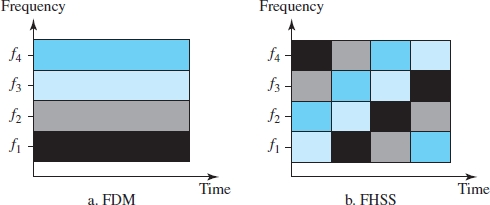 Frequency
f4
f3
f2
f1
Time
a. FDM
Frequency
f4
f3
f2
f1
Time
b. FHSS